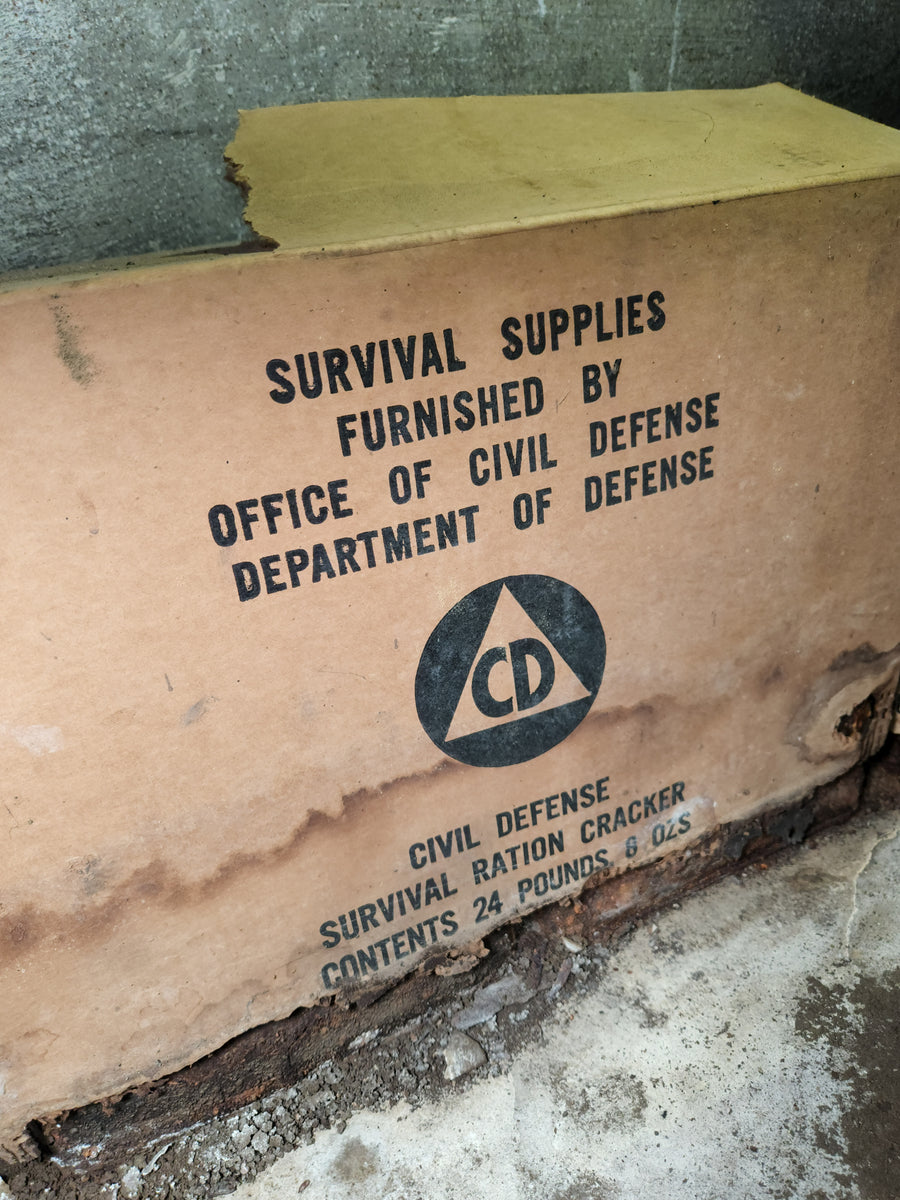 SURVIVAL SUPPLIES
FURNISHED BY
OFFICE OF CIVIL DEFENSE
DEPARTMENT OF DEFENSE
CD
CIVIL DEFENSE
SURVIVAL RATION CRACKER
CONTENTS 24 POUNDS 6 OZS